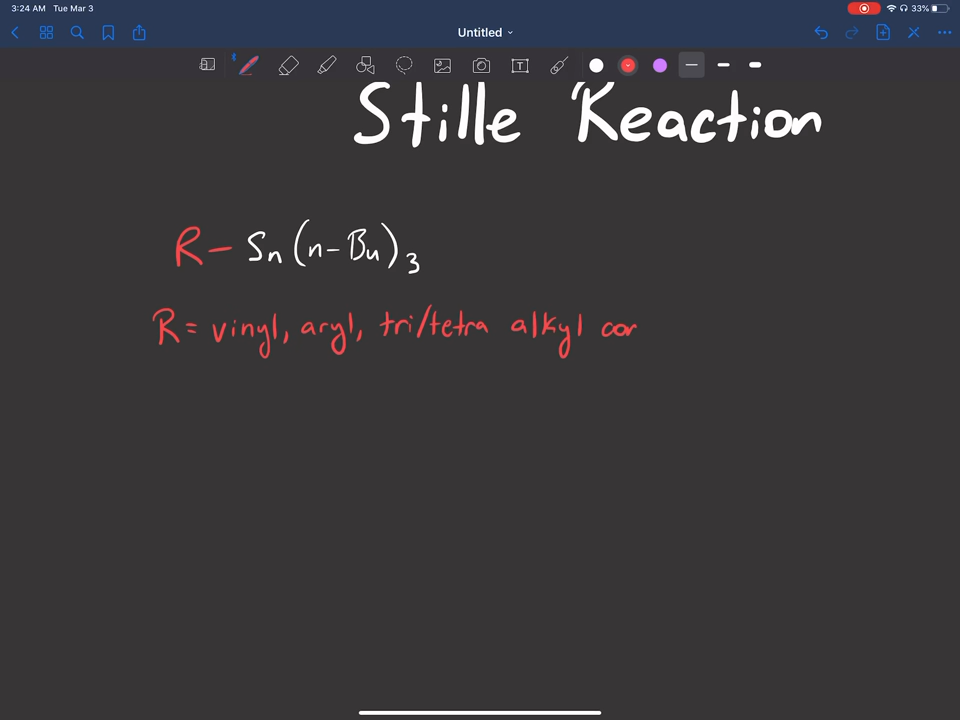 3:24 AM Tue Mar 3
33%
Untitled
Stille Reaction
R - Sn(n-Bu)3
R = vinyl, aryl, tri/tetra alkyl cor